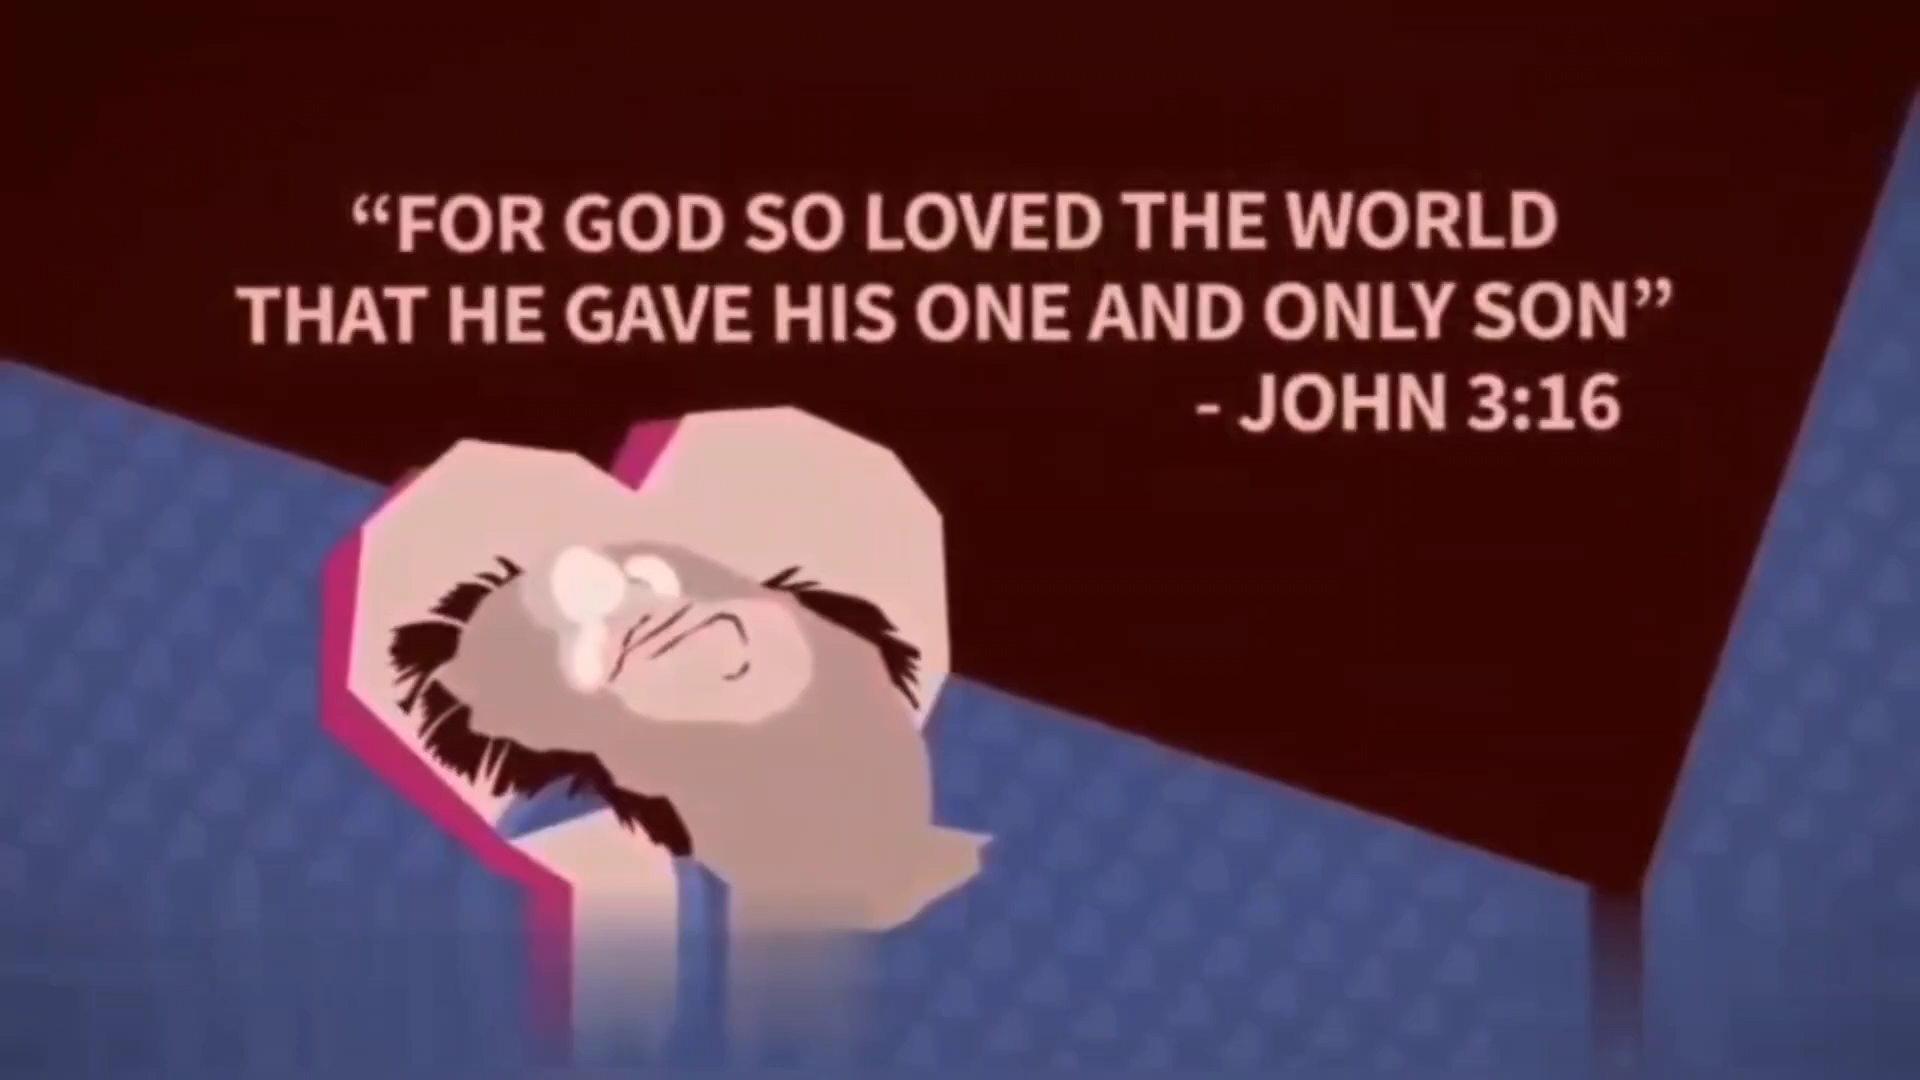 “FOR GOD SO LOVED THE WORLD
THAT HE GAVE HIS ONE AND ONLY SON”
- JOHN 3:16